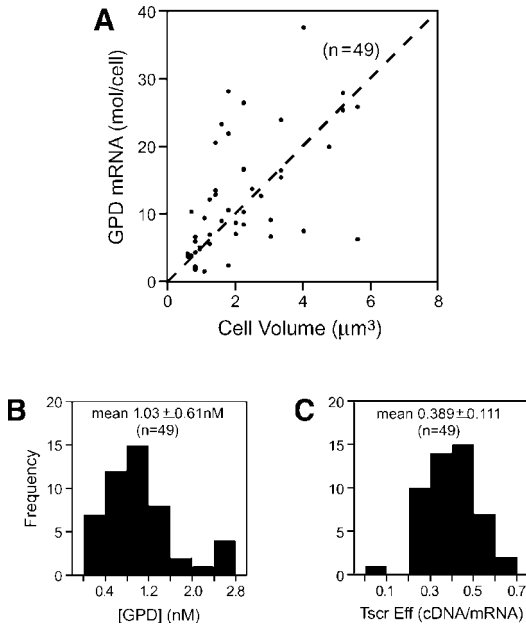 A
GPD mRNA (mol/cell)
40
30
20
10
0
(n=49)
0 2 4 6 8
Cell Volume (μm³)
B
Frequency
20
15
10
5
0
mean 1.03±0.61nM
(n=49)
0.4 1.2 2.0 2.8
[GPD] (nM)
C
20
15
10
5
0
mean 0.389±0.111
(n=49)
0.1 0.3 0.5 0.7
Tscr Eff (cDNA/mRNA)